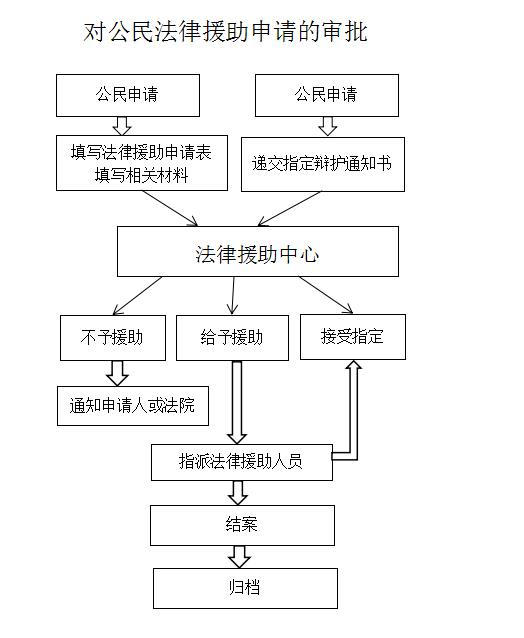 对公民法律援助申请的审批
公民申请
公民申请
填写法律援助申请表
填写相关材料
递交指定辩护通知书
法律援助中心
不予援助
给予援助
接受指定
通知申请人或法院
指派法律援助人员
结案
归档